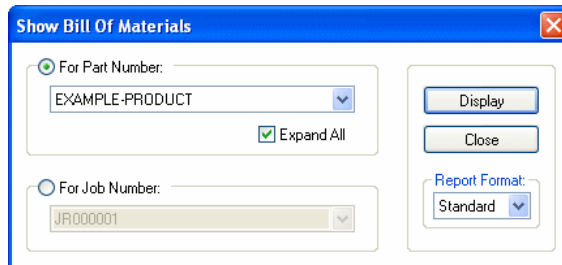 Show Bill Of Materials
For Part Number:
EXAMPLE-PRODUCT
Expand All
For Job Number:
JR000001
Display
Close
Report Format:
Standard